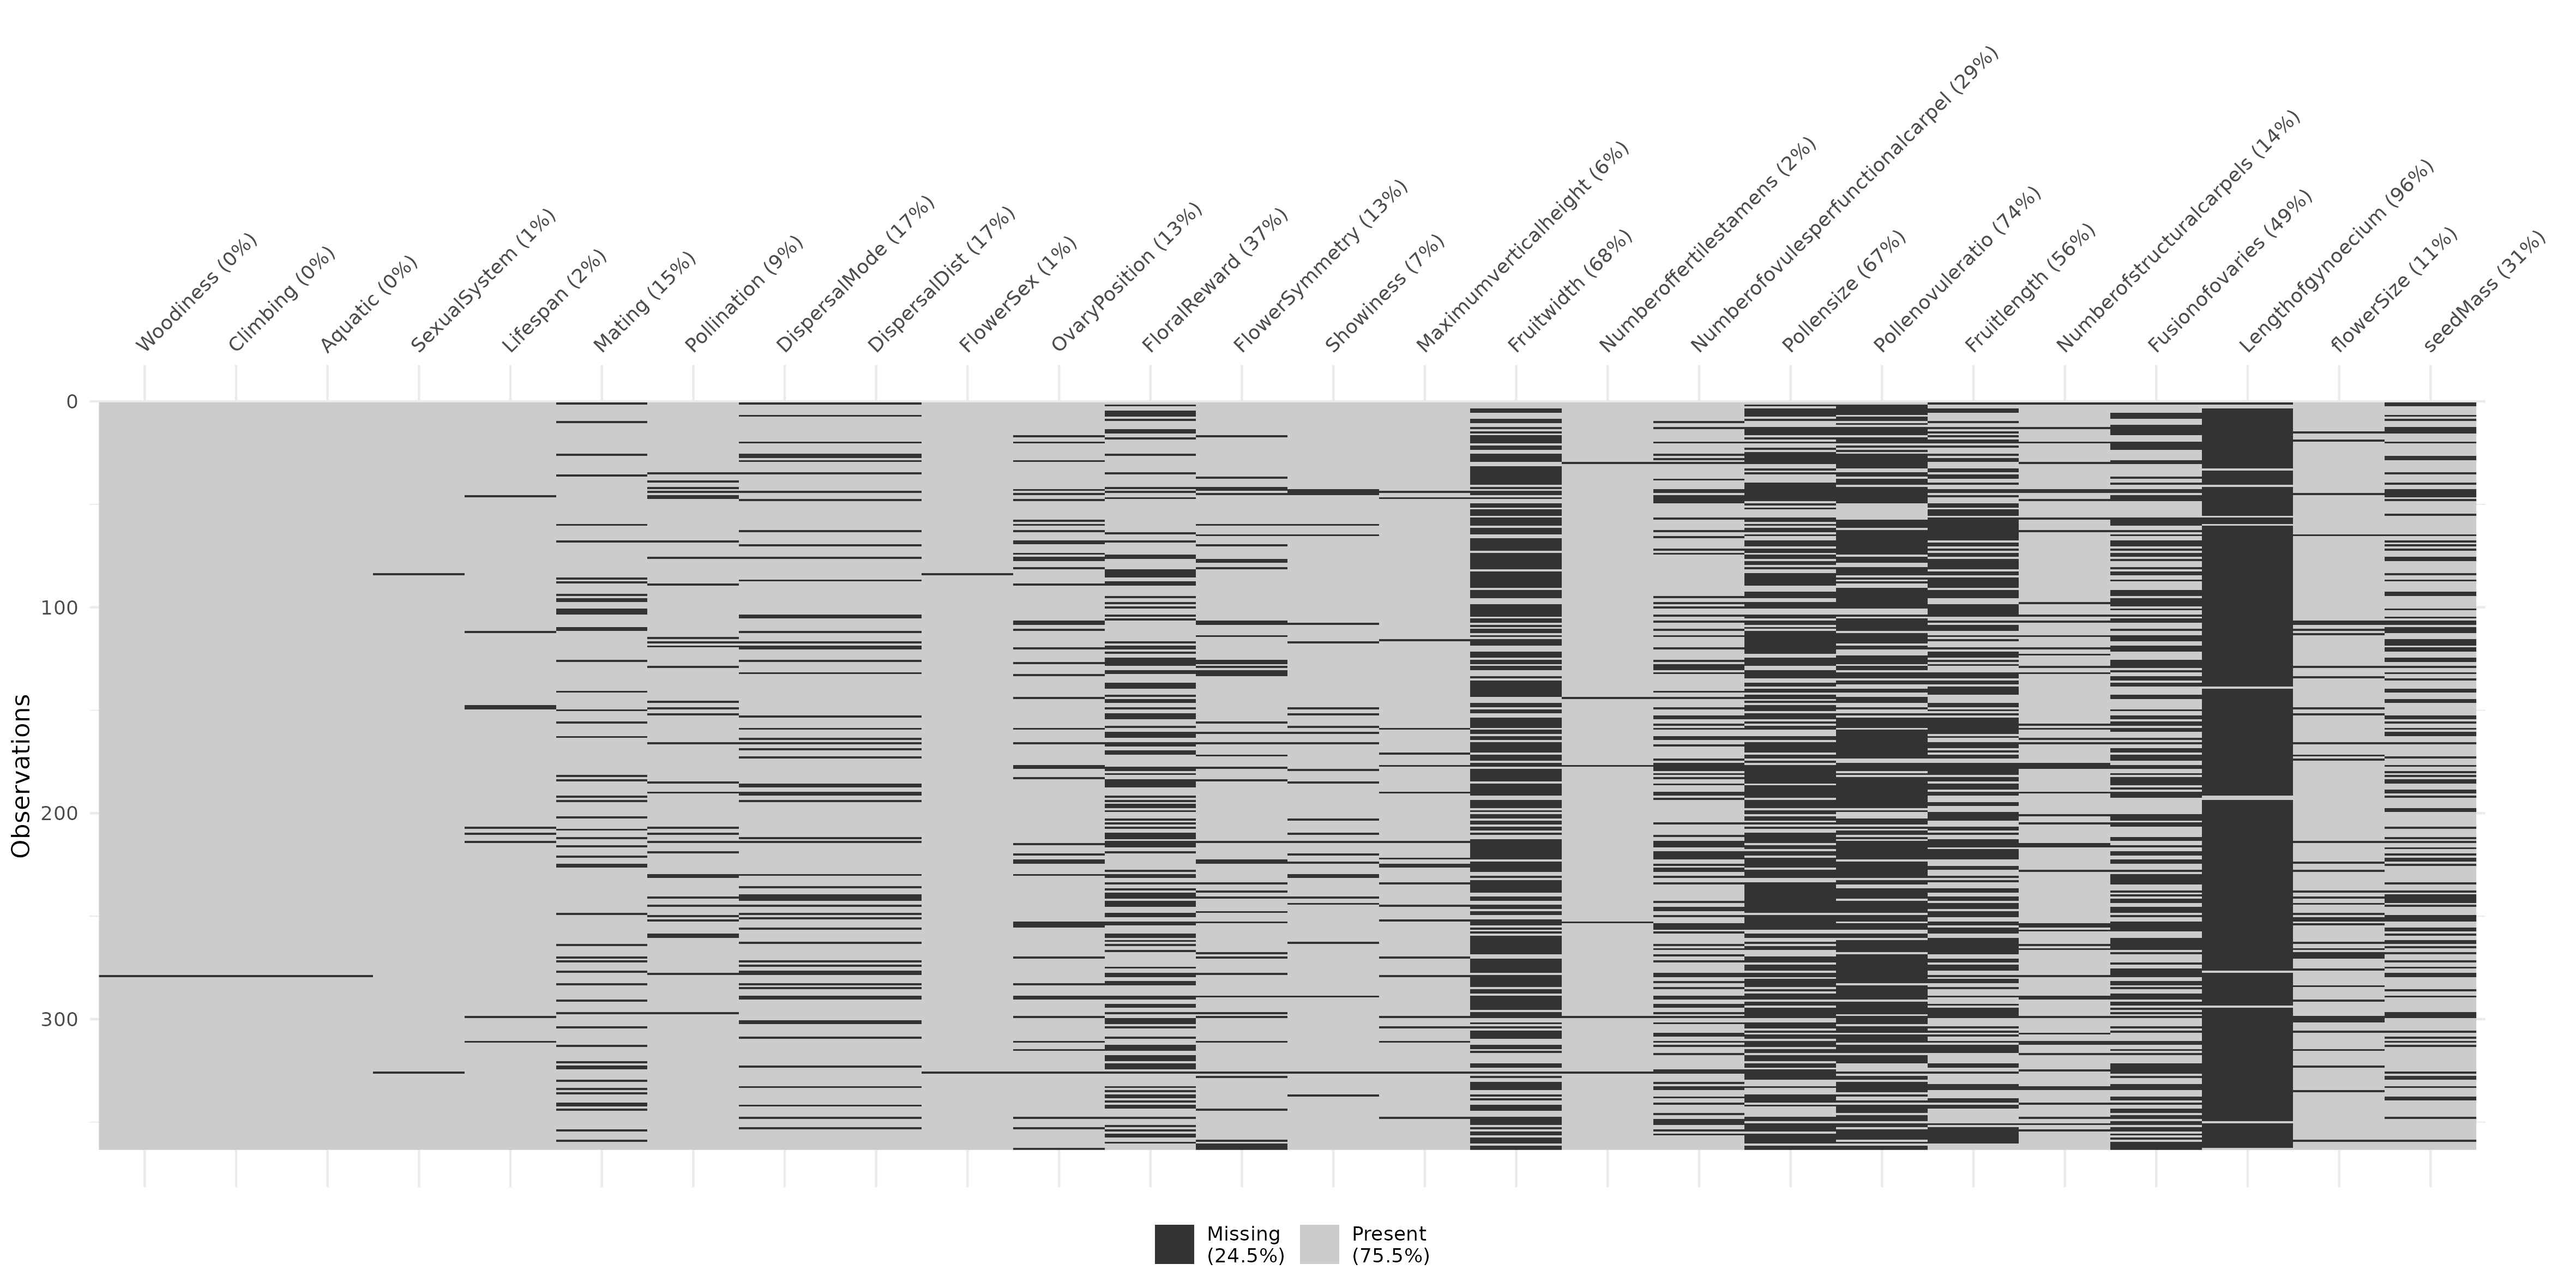 Woodiness (0%)
Climbing (0%)
Aquatic (0%)
SexualSystem (1%)
Lifespan (2%)
Mating (15%)
Pollination (9%)
DispersalMode (17%)
DispersalDist (17%)
FlowerSex (1%)
OvaryPosition (13%)
FloralReward (37%)
FlowerSymmetry (13%)
Showiness (7%)
Maximumverticalheight (6%)
Fruitwidth (68%)
Numberoffertilestamens (2%)
Numberofovulesperfunctionalcarpel (29%)
Pollensize (67%)
Pollenovuleratio (74%)
Fruitlength (56%)
Numberofstructuralcarpels (14%)
Fusionofovaries (49%)
Lengthofgynoecium (96%)
flowerSize (11%)
seedMass (31%)
0
100
200
300
Observations
Missing
(24.5%)
Present
(75.5%)